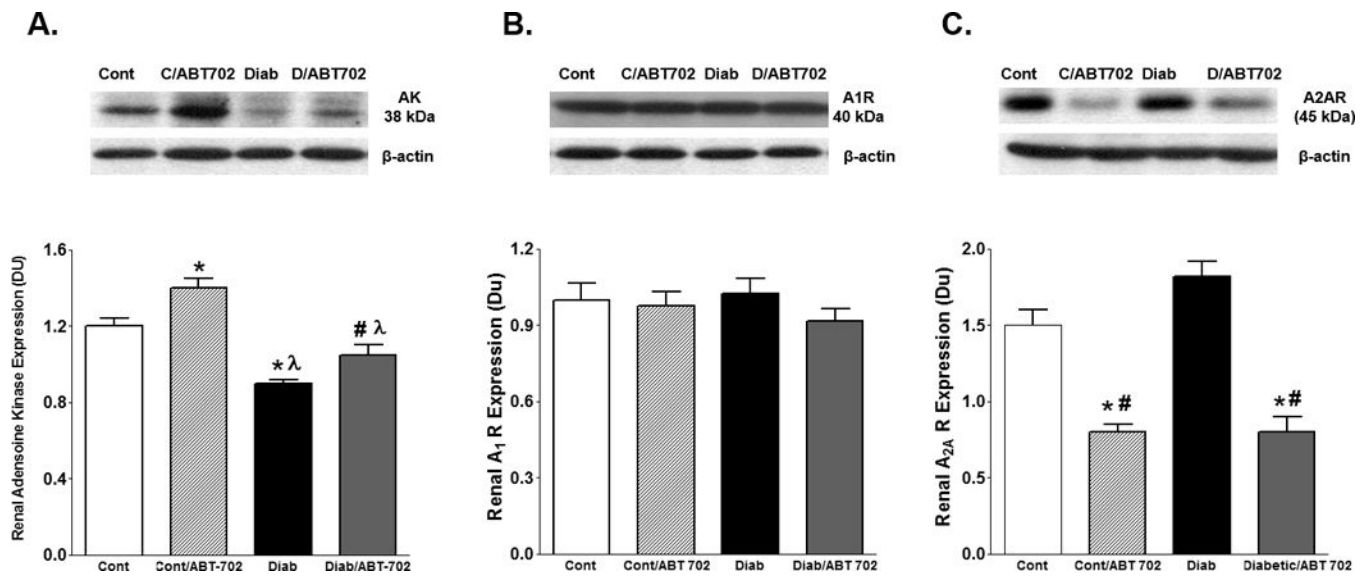 A.
Cont C/ABT702 Diab D/ABT702
AK
38 kDa
β-actin
Renal Adensoine Kinase Expression (DU)
1.6
1.2
0.8
0.4
0.0
*
* λ
# λ
Cont Cont/ABT-702 Diab Diab/ABT-702
B.
Cont C/ABT702 Diab D/ABT702
A1R
40 kDa
β-actin
Renal A1 R Expression (Du)
1.2
0.9
0.6
0.3
0.0
Cont Cont/ABT 702 Diab Diab/ABT 702
C.
Cont C/ABT702 Diab D/ABT702
A2AR
(45 kDa)
β-actin
Renal A2A R Expression (Du)
2.0
1.5
1.0
0.5
0.0
* #
* #
Cont Cont/ABT 702 Diab Diabetic/ABT 702